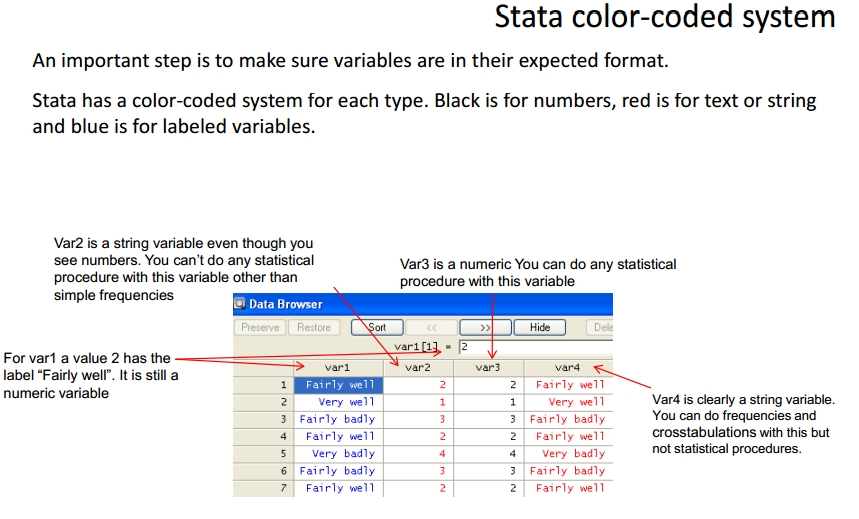 Stata color-coded system
An important step is to make sure variables are in their expected format.
Stata has a color-coded system for each type. Black is for numbers, red is for text or string
and blue is for labeled variables.
Var2 is a string variable even though you
see numbers. You can't do any statistical
procedure with this variable other than
simple frequencies
Var3 is a numeric You can do any statistical
procedure with this variable
Data Browser
Preserve Restore Sort << >> Hide Dele
var1[1] = 2
For var1 a value 2 has the
label "Fairly well". It is still a
numeric variable
var1 var2 var3 var4
1 Fairly well 2 2 Fairly well
2 Very well 1 1 Very well
3 Fairly badly 3 3 Fairly badly
4 Fairly well 2 2 Fairly well
5 Very badly 4 4 Very badly
6 Fairly badly 3 3 Fairly badly
7 Fairly well 2 2 Fairly well
Var4 is clearly a string variable.
You can do frequencies and
crosstabulations with this but
not statistical procedures.